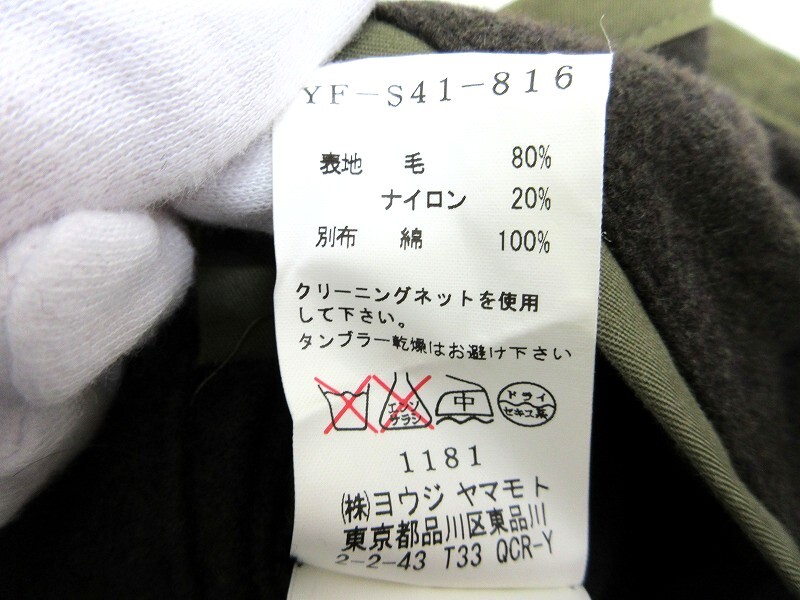 YF-S41-816
表地 毛 80%
ナイロン 20%
別布 綿 100%
クリーニングネットを使用
して下さい。
タンブラー乾燥はお避け下さい
エンソ サラシ 中 ドライ セキユ系
1181
(株)ヨウジ ヤマモト
東京都品川区東品川
2-2-43 T33 QCR-Y